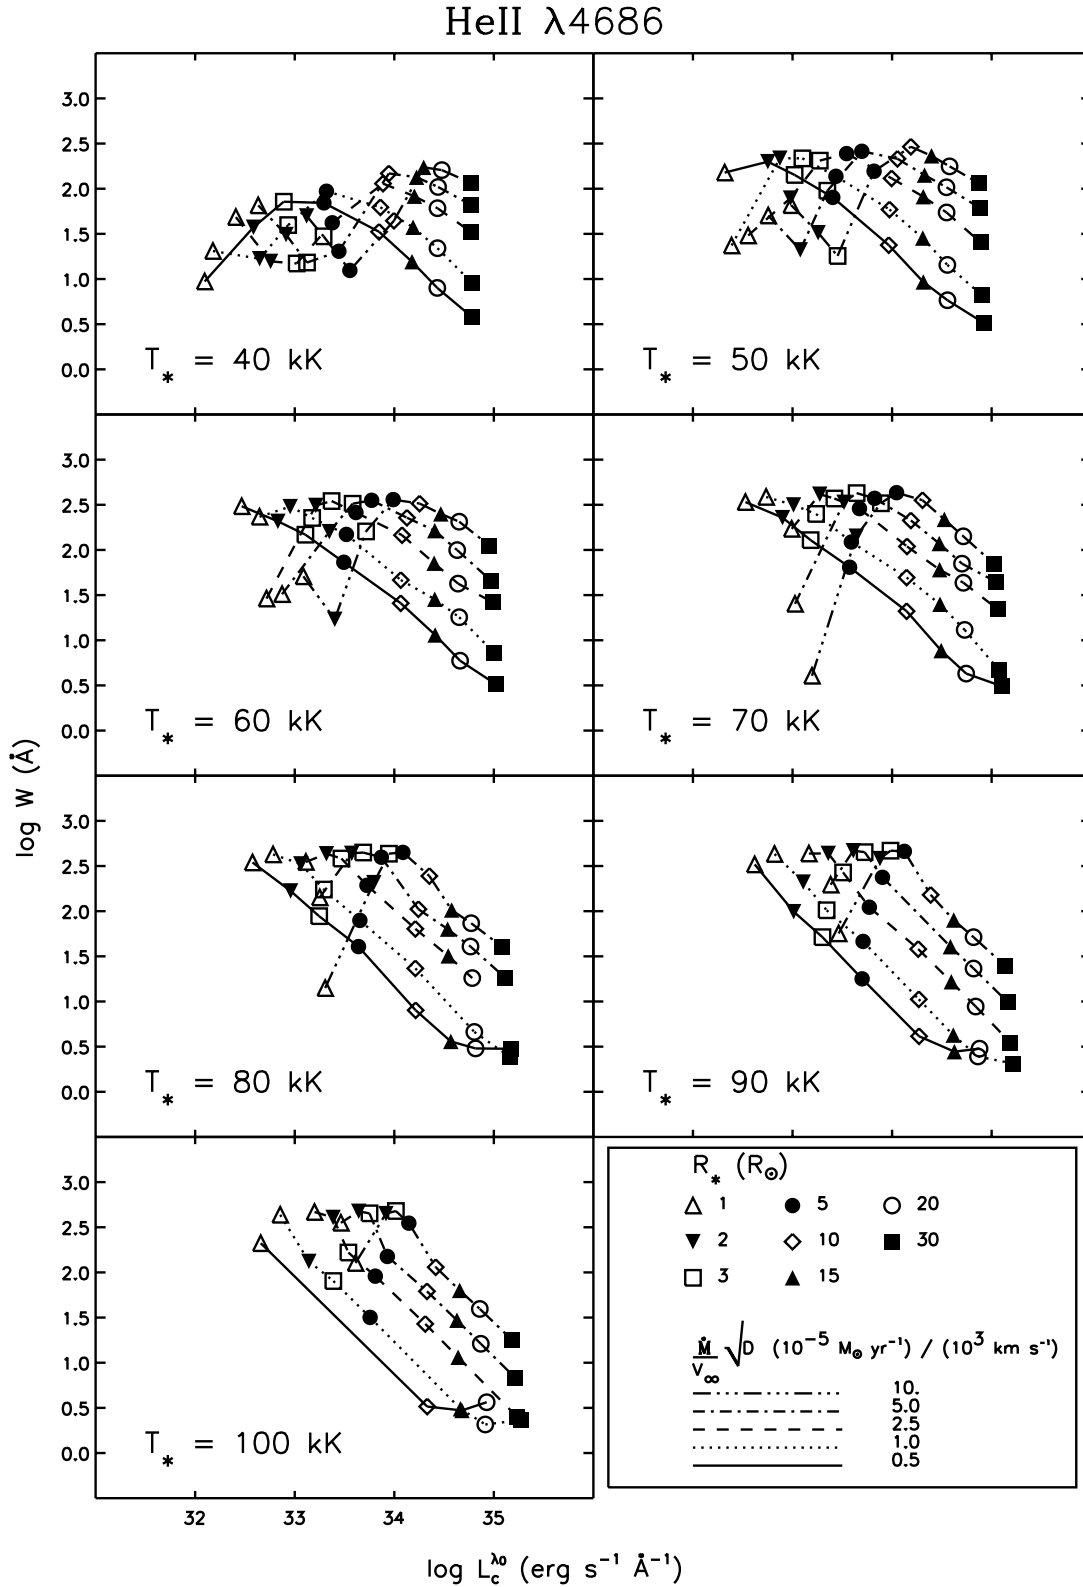 HeII λ4686
3.0
2.5
2.0
1.5
1.0
0.5
0.0
T* = 40 kK
T* = 50 kK
3.0
2.5
2.0
1.5
1.0
0.5
0.0
T* = 60 kK
T* = 70 kK
log W (Å)
3.0
2.5
2.0
1.5
1.0
0.5
0.0
T* = 80 kK
T* = 90 kK
3.0
2.5
2.0
1.5
1.0
0.5
0.0
T* = 100 kK
32 33 34 35
log L_c^λ0 (erg s⁻¹ Å⁻¹)
R* (R⊙)
1 5 20
2 10 30
3 15
Ṁ/V∞ √D (10⁻⁵ M⊙ yr⁻¹) / (10³ km s⁻¹)
10.
5.0
2.5
1.0
0.5